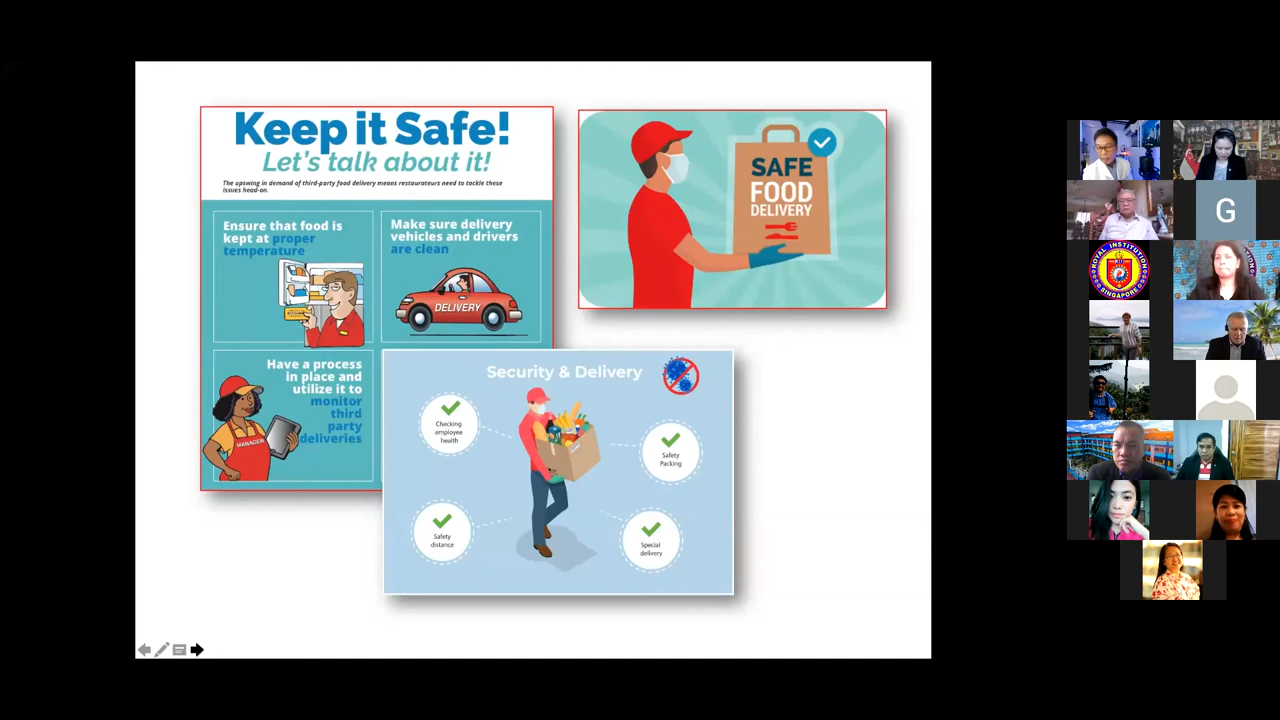 Keep it Safe!
Let's talk about it!
The upswing in demand of third-party food delivery means restaurateurs need to tackle these
issues head-on.
Ensure that food is
kept at proper
temperature
Make sure delivery
vehicles and drivers
are clean
DELIVERY
Have a process
in place and
utilize it to
monitor
third
party
deliveries
MANAGER
SAFE
FOOD
DELIVERY
Security & Delivery
Checking
employee
health
Safety
Packing
Safety
distance
Special
delivery
G
ROYAL INSTITUTION
SINGAPORE